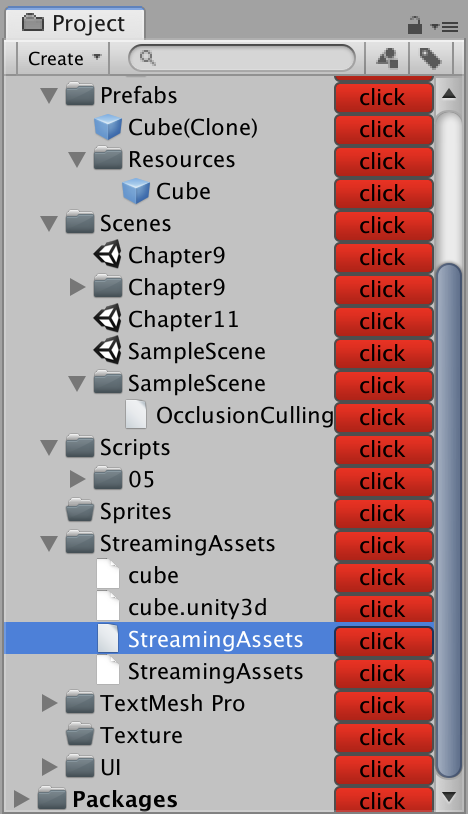 Project
Create
Prefabs click
Cube(Clone) click
Resources click
Cube click
Scenes click
Chapter9 click
Chapter9 click
Chapter11 click
SampleScene click
SampleScene click
OcclusionCulling click
Scripts click
05 click
Sprites click
StreamingAssets click
cube click
cube.unity3d click
StreamingAssets click
StreamingAssets click
TextMesh Pro click
Texture click
UI click
Packages click